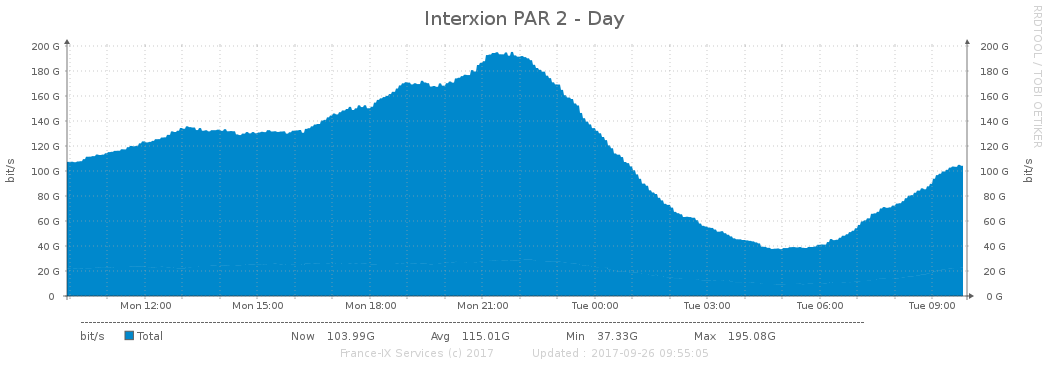 Interxion PAR 2 - Day
RRDTOOL / TOBI OETIKER
200 G 200 G
180 G 180 G
160 G 160 G
140 G 140 G
120 G 120 G
100 G 100 G
80 G 80 G
60 G 60 G
40 G 40 G
20 G 20 G
0 0 G
bit/s bit/s
Mon 12:00 Mon 15:00 Mon 18:00 Mon 21:00 Tue 00:00 Tue 03:00 Tue 06:00 Tue 09:00
bit/s Total Now 103.99G Avg 115.01G Min 37.33G Max 195.08G
France-IX Services (c) 2017 Updated : 2017-09-26 09:55:05